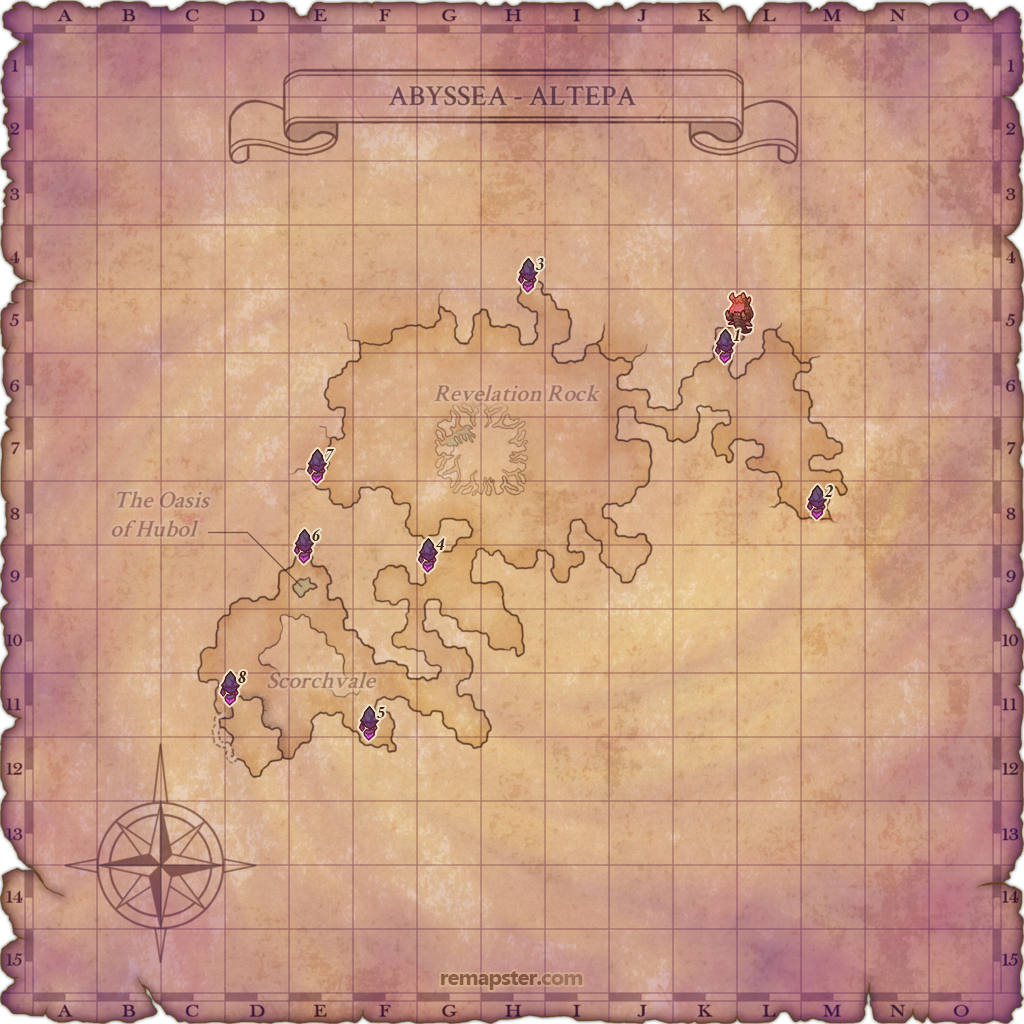 A B C D E F G H I J K L M N O
1 1
ABYSSEA - ALTEPA
2 2
3 3
4 4
3
5 5
1
6 6
Revelation Rock
7 7
7
The Oasis
2
8 8
of Hubol
6
4
9 9
10 10
8
Scorchvale
11 11
5
12 12
13 13
14 14
15 15
remapster.com
A B C D E F G H I J K L M N O